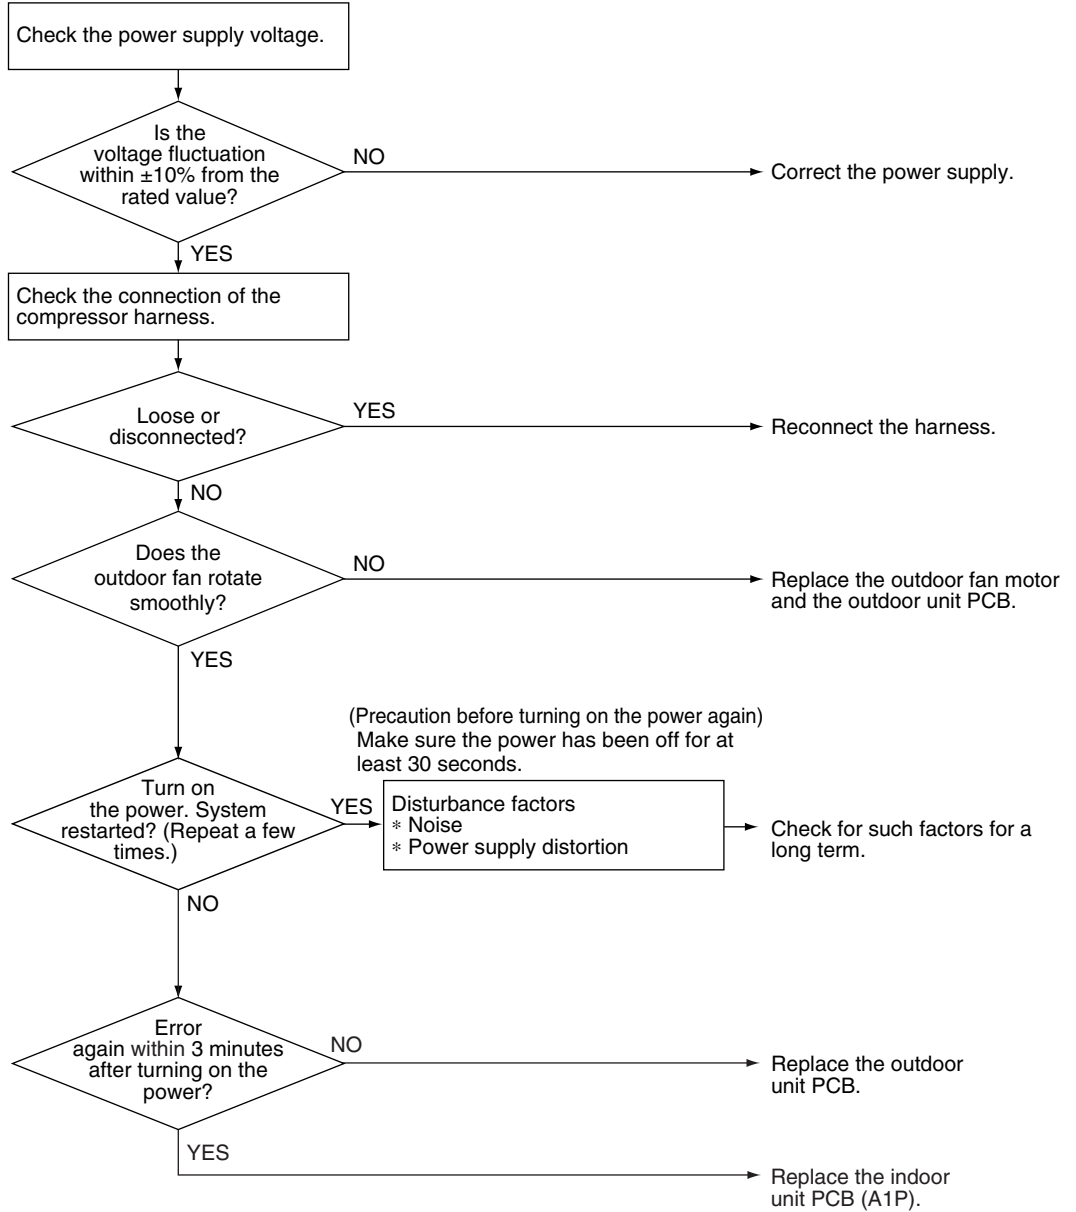 Check the power supply voltage.
Is the
voltage fluctuation
within ±10% from the
rated value?
NO
Correct the power supply.
YES
Check the connection of the
compressor harness.
Loose or
disconnected?
YES
Reconnect the harness.
NO
Does the
outdoor fan rotate
smoothly?
NO
Replace the outdoor fan motor
and the outdoor unit PCB.
YES
(Precaution before turning on the power again)
Make sure the power has been off for at
least 30 seconds.
Turn on
the power. System
restarted? (Repeat a few
times.)
YES
Disturbance factors
* Noise
* Power supply distortion
Check for such factors for a
long term.
NO
Error
again within 3 minutes
after turning on the
power?
NO
Replace the outdoor
unit PCB.
YES
Replace the indoor
unit PCB (A1P).